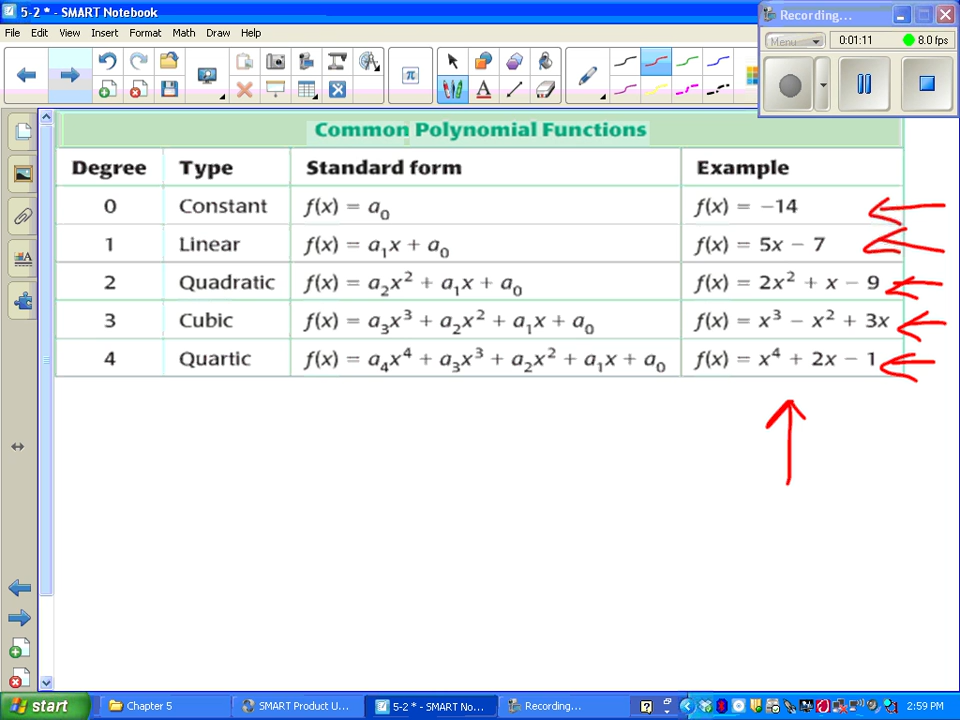 5-2 * - SMART Notebook
Recording...
File Edit View Insert Format Math Draw Help
Menu 0:01:11 8.0 fps
π
A
Common Polynomial Functions
Degree Type Standard form Example
0 Constant f(x) = a₀ f(x) = −14
1 Linear f(x) = a₁x + a₀ f(x) = 5x − 7
2 Quadratic f(x) = a₂x² + a₁x + a₀ f(x) = 2x² + x − 9
3 Cubic f(x) = a₃x³ + a₂x² + a₁x + a₀ f(x) = x³ − x² + 3x
4 Quartic f(x) = a₄x⁴ + a₃x³ + a₂x² + a₁x + a₀ f(x) = x⁴ + 2x − 1
start Chapter 5 SMART Product U... 5-2 * - SMART No... Recording... 2:59 PM